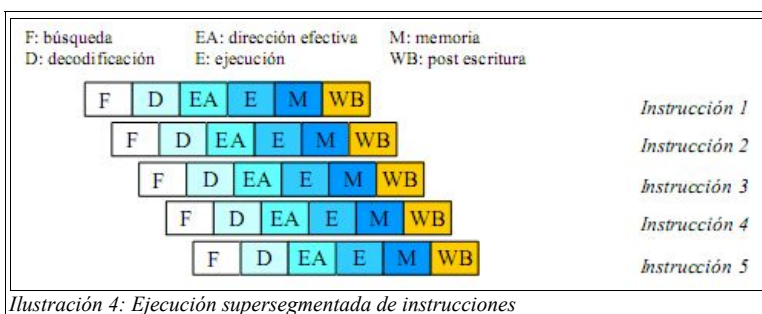 F: búsqueda EA: dirección efectiva M: memoria
D: decodificación E: ejecución WB: post escritura
F D EA E M WB Instrucción 1
F D EA E M WB Instrucción 2
F D EA E M WB Instrucción 3
F D EA E M WB Instrucción 4
F D EA E M WB Instrucción 5
Ilustración 4: Ejecución supersegmentada de instrucciones